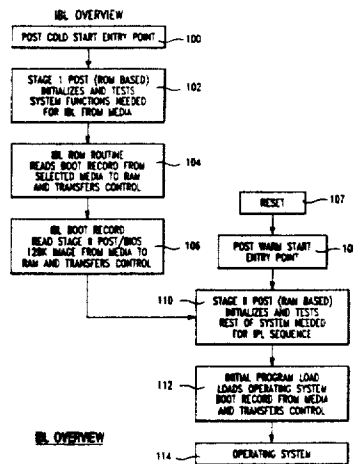 IBL OVERVIEW
POST COLD START ENTRY POINT
100
STAGE I POST (ROM BASED)
INITIALIZES AND TESTS
SYSTEM FUNCTIONS NEEDED
FOR IBL FROM MEDIA
102
IBL ROM ROUTINE
READS BOOT RECORD FROM
SELECTED MEDIA TO RAM
AND TRANSFERS CONTROL
104
IBL BOOT RECORD
READ STAGE II POST/BIOS
128K IMAGE FROM MEDIA TO
RAM AND TRANSFERS CONTROL
106
RESET
107
POST WARM START
ENTRY POINT
10
110
STAGE II POST (RAM BASED)
INITIALIZES AND TESTS
REST OF SYSTEM NEEDED
FOR IPL SEQUENCE
112
INITIAL PROGRAM LOAD
LOADS OPERATING SYSTEM
BOOT RECORD FROM MEDIA
AND TRANSFERS CONTROL
114
OPERATING SYSTEM
IBL OVERVIEW